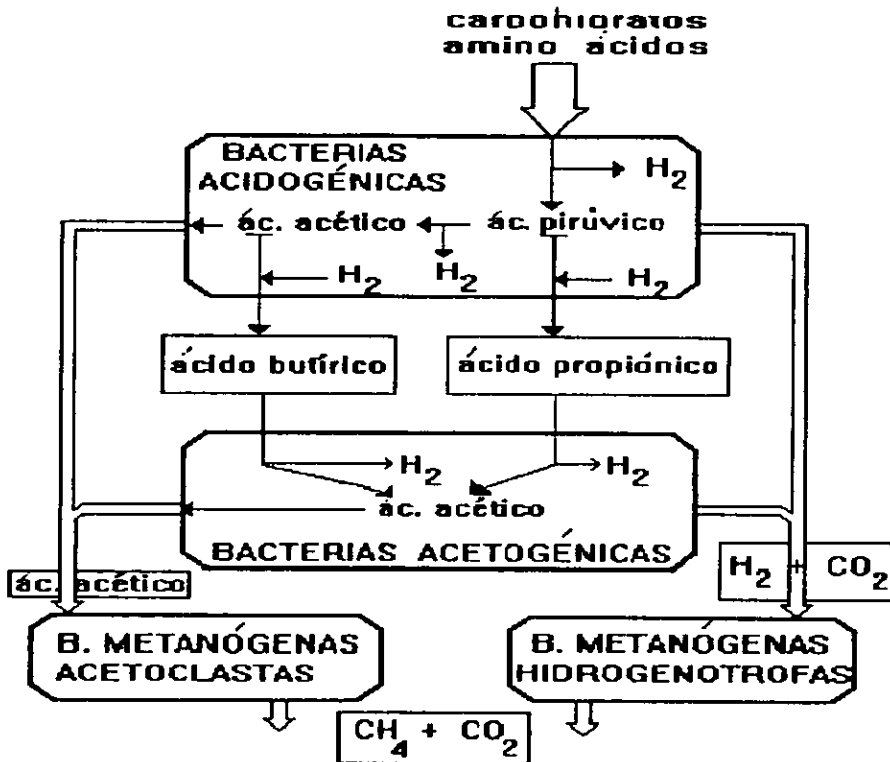 carbohidratos
amino ácidos
BACTERIAS
ACIDOGÉNICAS
H2
ác. acético
ác. pirúvico
H2
H2
H2
ácido butírico
ácido propiónico
H2
H2
ác. acético
BACTERIAS ACETOGÉNICAS
ác. acético
H2 + CO2
B. METANÓGENAS
ACETOCLASTAS
B. METANÓGENAS
HIDROGENOTROFAS
CH4 + CO2